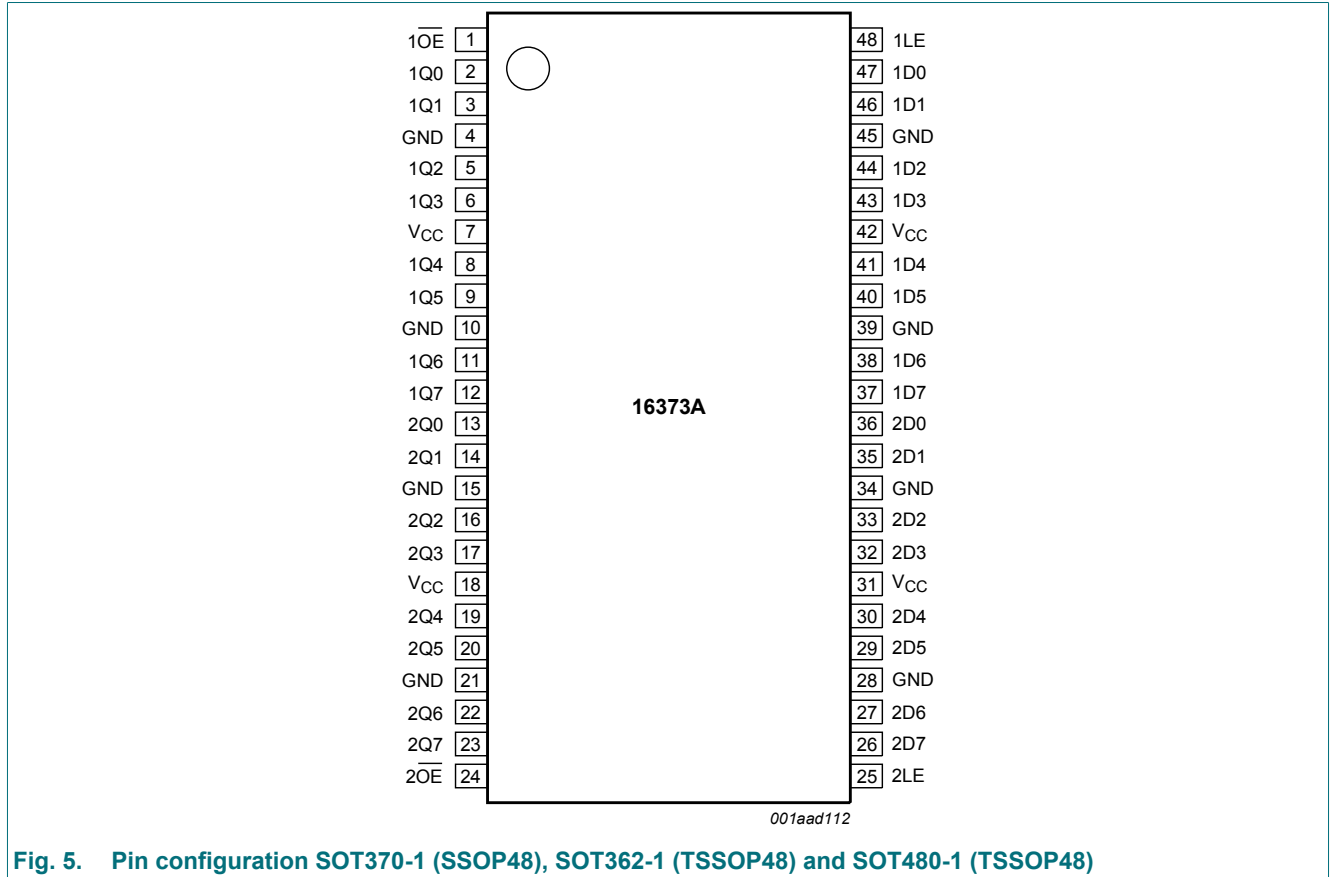 1OE 1 48 1LE
1Q0 2 47 1D0
1Q1 3 46 1D1
GND 4 45 GND
1Q2 5 44 1D2
1Q3 6 43 1D3
VCC 7 42 VCC
1Q4 8 41 1D4
1Q5 9 40 1D5
GND 10 39 GND
1Q6 11 38 1D6
1Q7 12 37 1D7
16373A
2Q0 13 36 2D0
2Q1 14 35 2D1
GND 15 34 GND
2Q2 16 33 2D2
2Q3 17 32 2D3
VCC 18 31 VCC
2Q4 19 30 2D4
2Q5 20 29 2D5
GND 21 28 GND
2Q6 22 27 2D6
2Q7 23 26 2D7
2OE 24 25 2LE
001aad112
Fig. 5. Pin configuration SOT370-1 (SSOP48), SOT362-1 (TSSOP48) and SOT480-1 (TSSOP48)